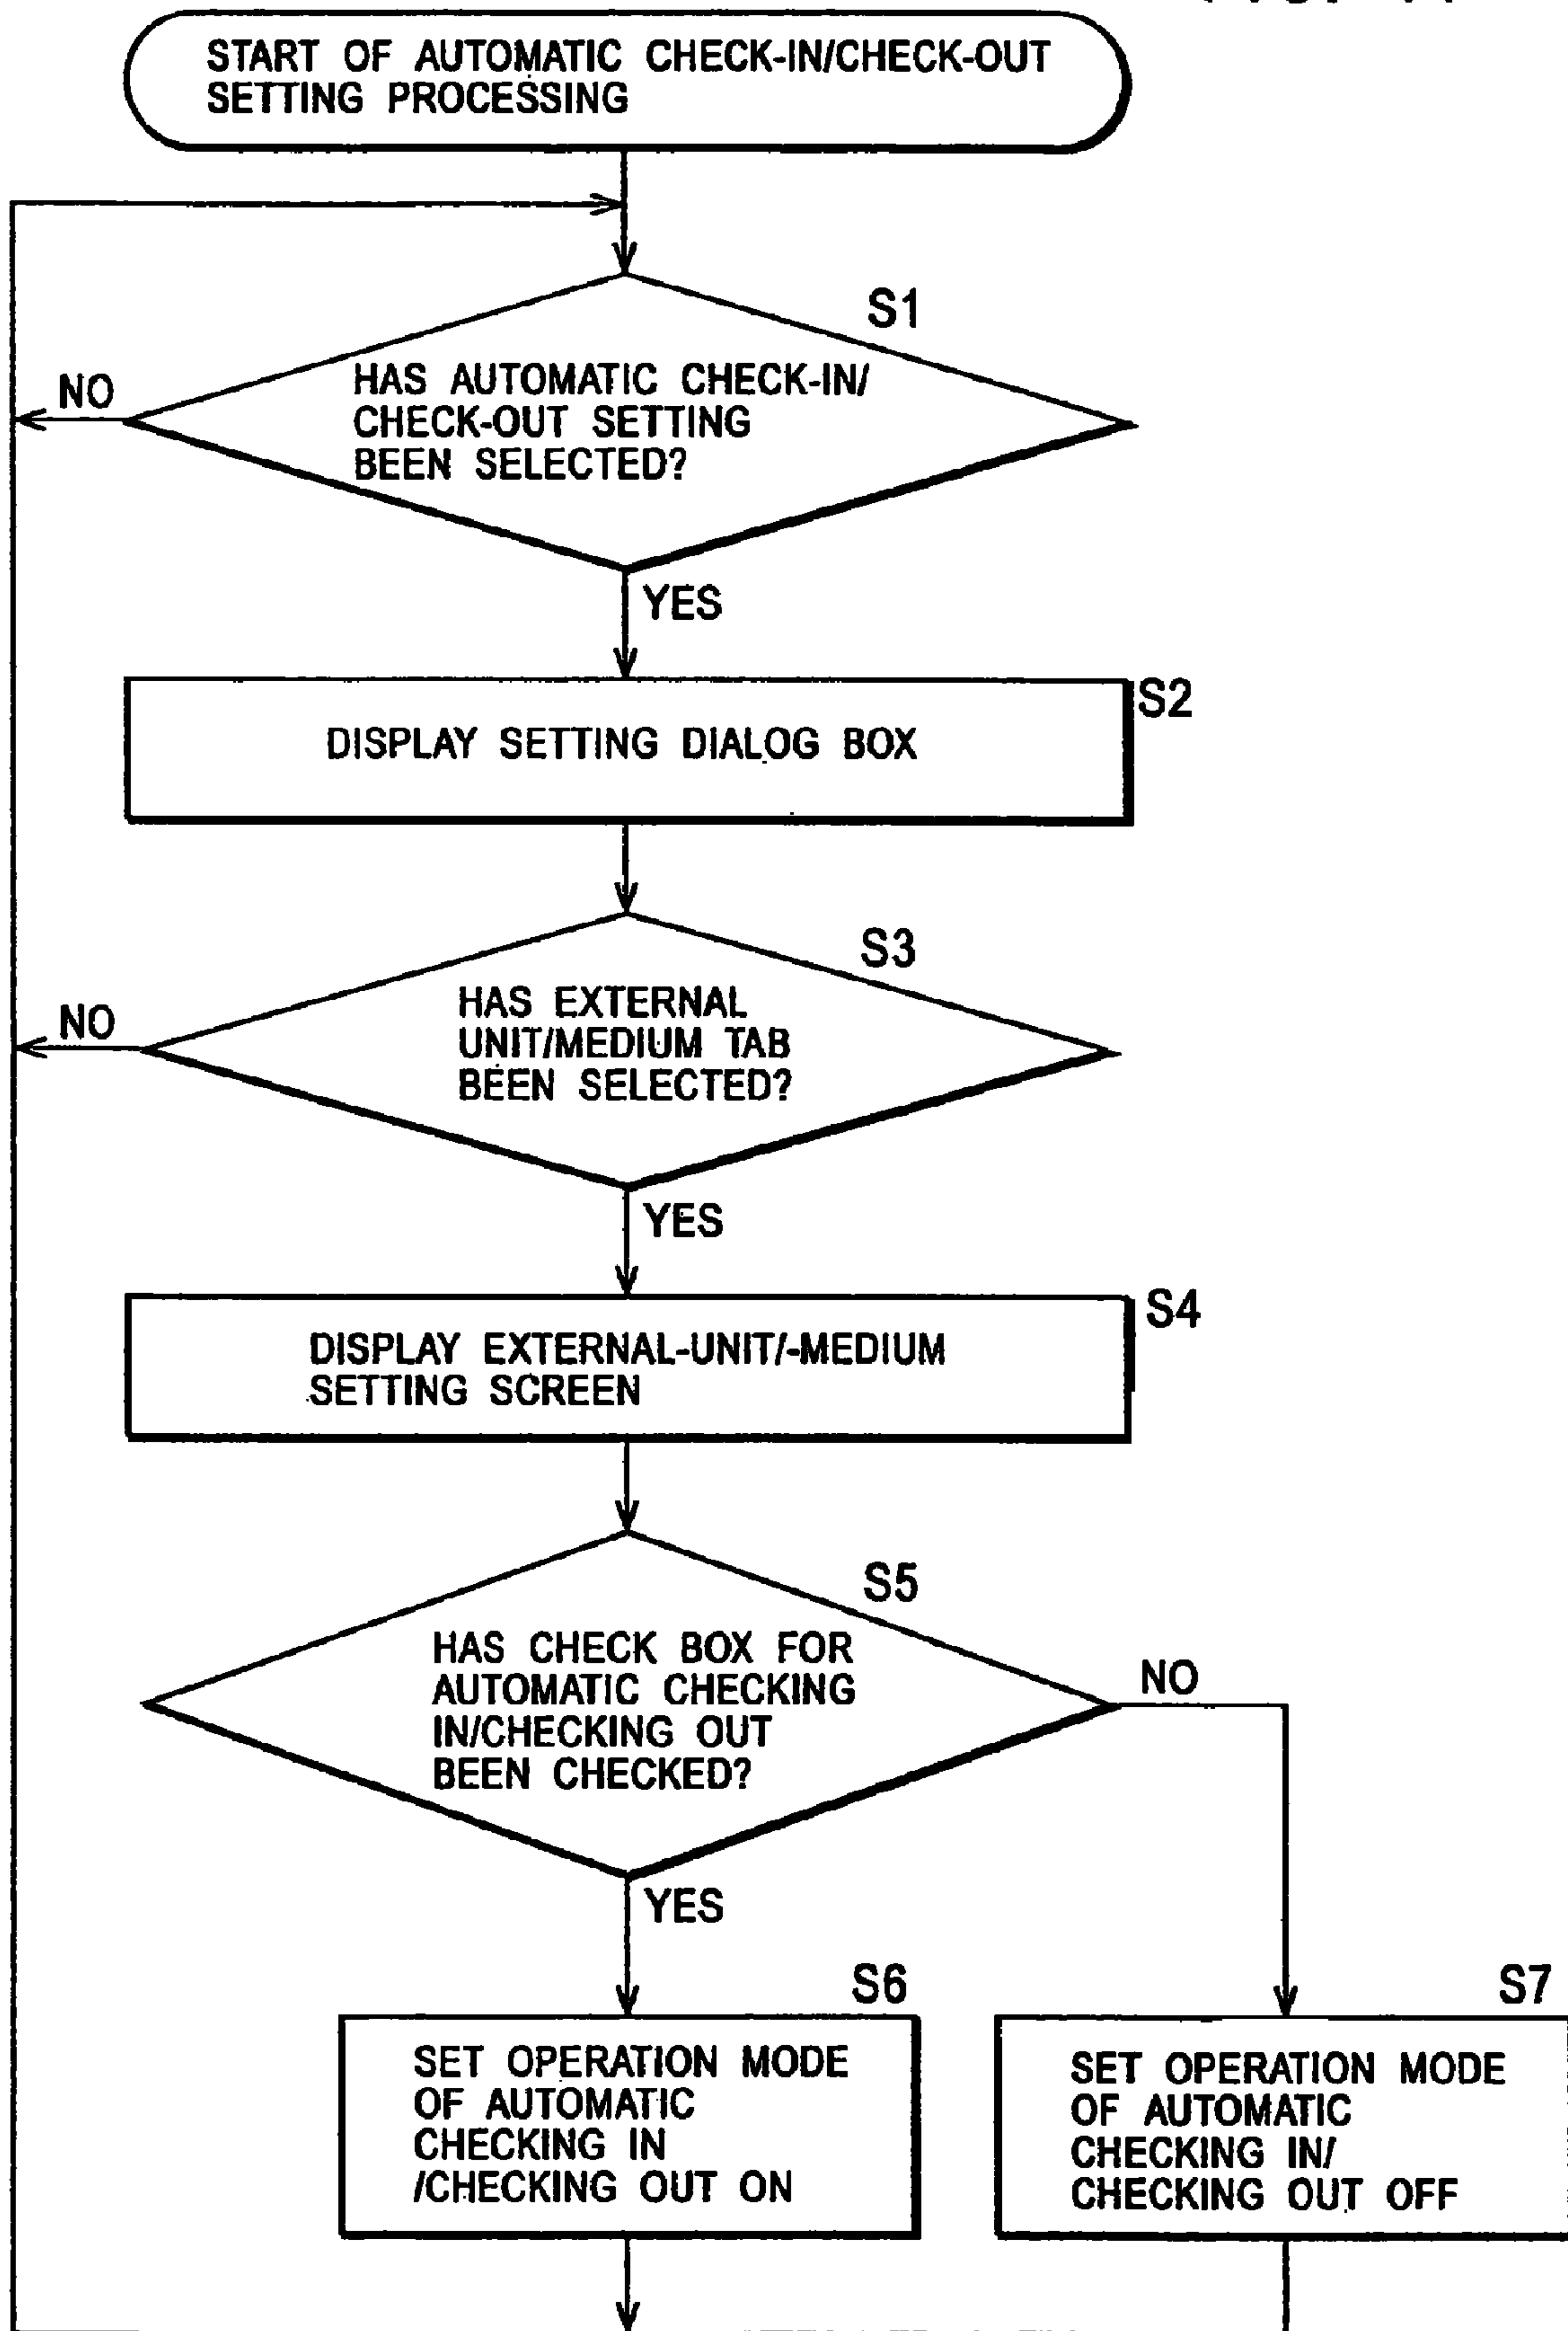 START OF AUTOMATIC CHECK-IN/CHECK-OUT
SETTING PROCESSING
S1
HAS AUTOMATIC CHECK-IN/
CHECK-OUT SETTING
BEEN SELECTED?
NO
YES
S2
DISPLAY SETTING DIALOG BOX
S3
HAS EXTERNAL
UNIT/MEDIUM TAB
BEEN SELECTED?
NO
YES
S4
DISPLAY EXTERNAL-UNIT/-MEDIUM
SETTING SCREEN
S5
HAS CHECK BOX FOR
AUTOMATIC CHECKING
IN/CHECKING OUT
BEEN CHECKED?
NO
YES
S6
SET OPERATION MODE
OF AUTOMATIC
CHECKING IN
/CHECKING OUT ON
S7
SET OPERATION MODE
OF AUTOMATIC
CHECKING IN/
CHECKING OUT OFF